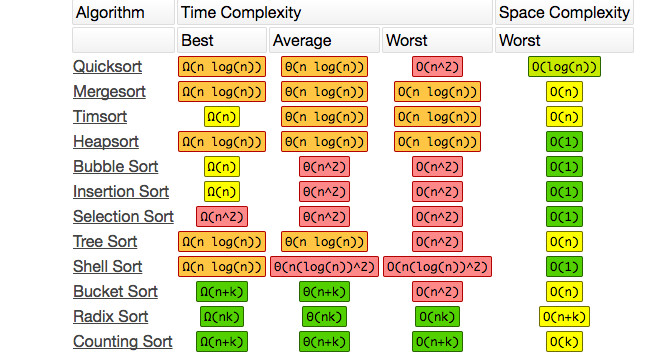 Algorithm Time Complexity Space Complexity
Best Average Worst Worst
Quicksort Ω(n log(n)) θ(n log(n)) O(n^2) O(log(n))
Mergesort Ω(n log(n)) θ(n log(n)) O(n log(n)) O(n)
Timsort Ω(n) θ(n log(n)) O(n log(n)) O(n)
Heapsort Ω(n log(n)) θ(n log(n)) O(n log(n)) O(1)
Bubble Sort Ω(n) θ(n^2) O(n^2) O(1)
Insertion Sort Ω(n) θ(n^2) O(n^2) O(1)
Selection Sort Ω(n^2) θ(n^2) O(n^2) O(1)
Tree Sort Ω(n log(n)) θ(n log(n)) O(n^2) O(n)
Shell Sort Ω(n log(n)) θ(n(log(n))^2) O(n(log(n))^2) O(1)
Bucket Sort Ω(n+k) θ(n+k) O(n^2) O(n)
Radix Sort Ω(nk) θ(nk) O(nk) O(n+k)
Counting Sort Ω(n+k) θ(n+k) O(n+k) O(k)